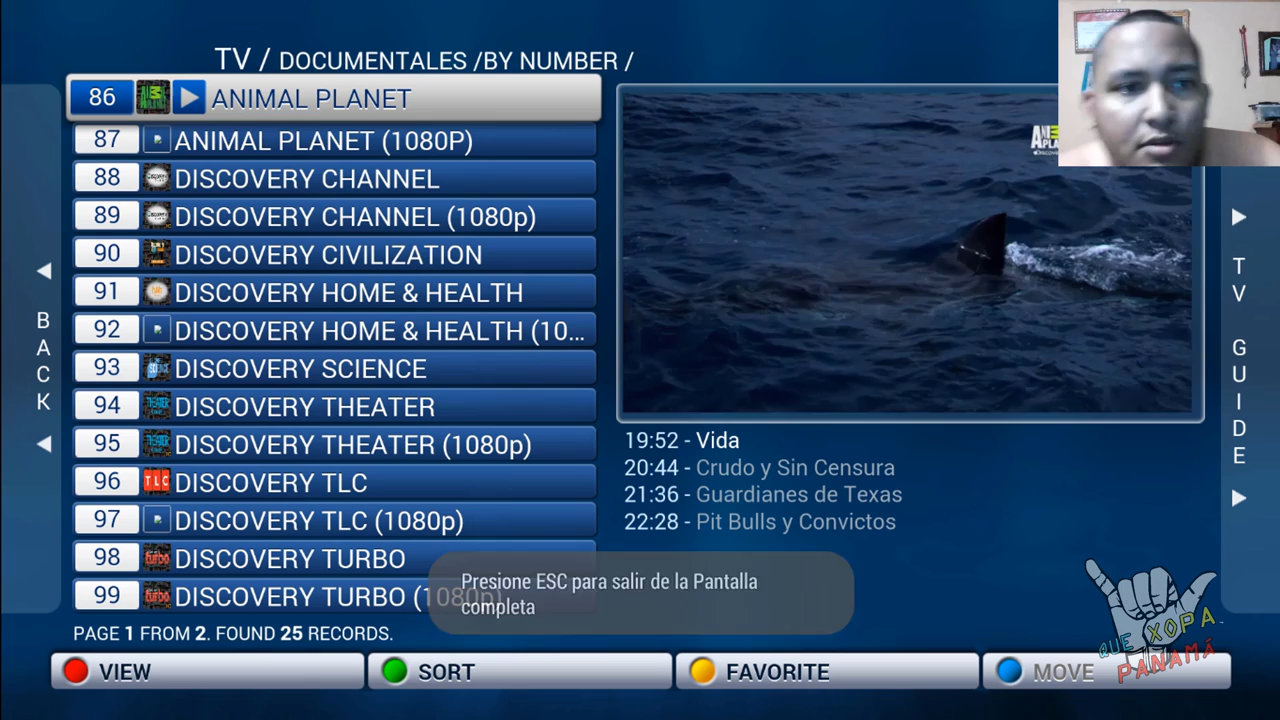 TV / DOCUMENTALES /BY NUMBER /
86 ANIMAL PLANET
87 ANIMAL PLANET (1080P)
88 DISCOVERY CHANNEL
89 DISCOVERY CHANNEL (1080p)
90 DISCOVERY CIVILIZATION
91 DISCOVERY HOME & HEALTH
92 DISCOVERY HOME & HEALTH (10...
93 DISCOVERY SCIENCE
94 DISCOVERY THEATER
95 DISCOVERY THEATER (1080p)
96 TLC DISCOVERY TLC
97 DISCOVERY TLC (1080p)
98 turbo DISCOVERY TURBO
99 turbo DISCOVERY TURBO (1080p)
PAGE 1 FROM 2. FOUND 25 RECORDS.
BACK
19:52 - Vida
20:44 - Crudo y Sin Censura
21:36 - Guardianes de Texas
22:28 - Pit Bulls y Convictos
TV GUIDE
Presione ESC para salir de la Pantalla
completa
QUE XOPA
PANAMÁ
VIEW
SORT
FAVORITE
MOVE